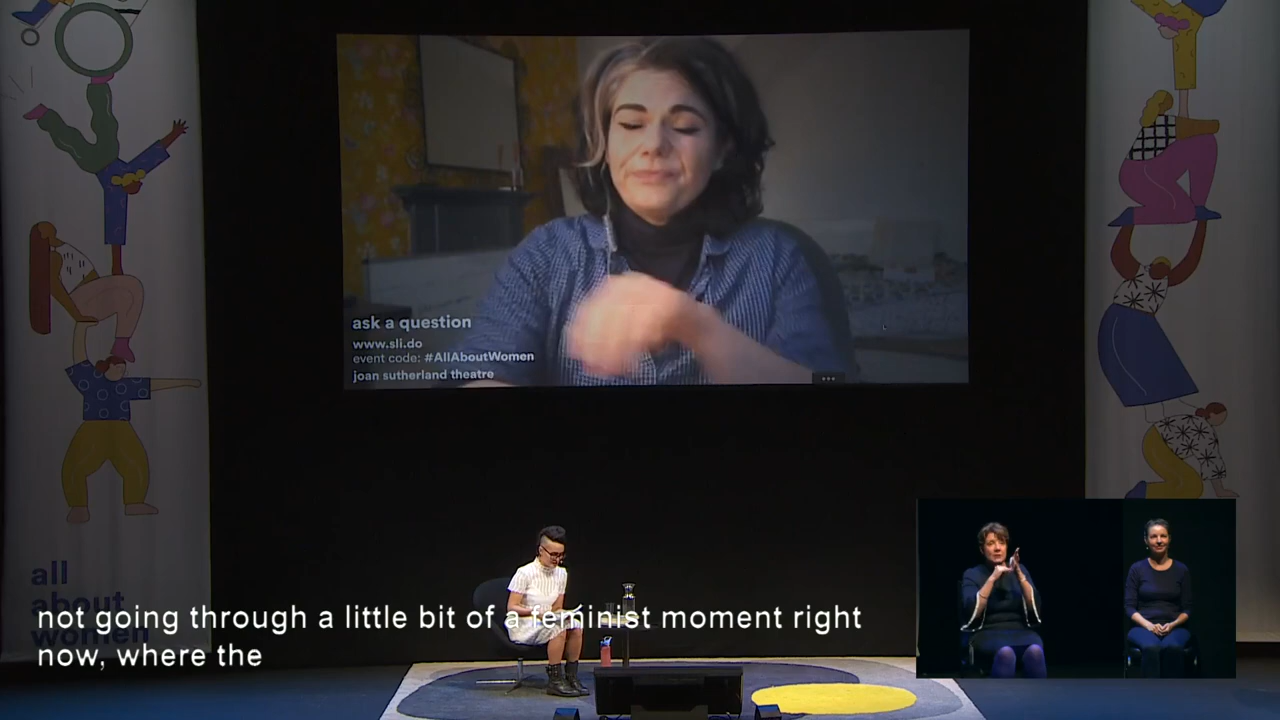 ask a question
www.sli.do
event code: #AllAboutWomen
joan sutherland theatre
all
about
women
not going through a little bit of a feminist moment right
now, where the